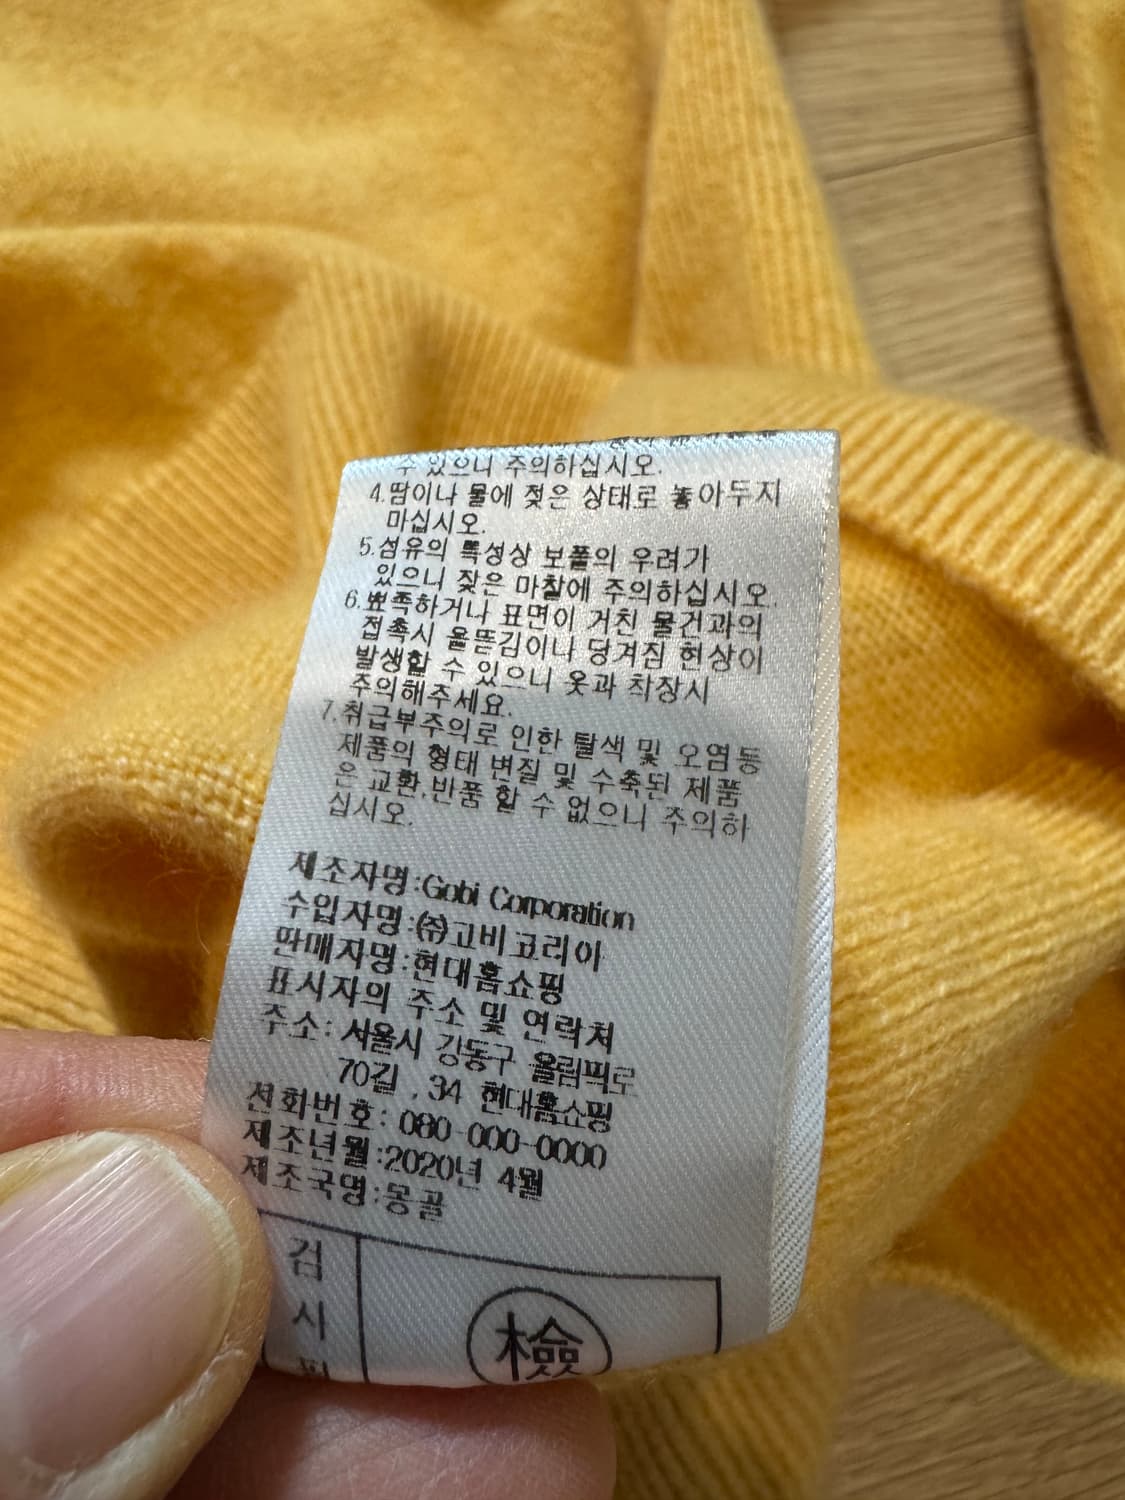 수 있으니 주의하십시오.
4.땀이나 물에 젖은 상태로 놓아두지
마십시오.
5.섬유의 특성상 보풀의 우려가
있으니 잦은 마찰에 주의하십시오.
6.뾰족하거나 표면이 거친 물건과의
접촉시 올뜯김이나 당겨짐 현상이
발생할 수 있으니 옷과 착장시
주의해주세요.
7.취급부주의로 인한 탈색 및 오염등
제품의 형태 변질 및 수축된 제품
은 교환,반품 할 수 없으니 주의하
십시오.
제조자명:Gobi Corporation
수입자명:㈜고비코리아
판매자명:현대홈쇼핑
표시자의 주소 및 연락처
주소: 서울시 강동구 올림픽로
70길 ,34 현대홈쇼핑
전화번호: 080-000-0000
제조년월:2020년 4월
제조국명:몽골
검
시
檢